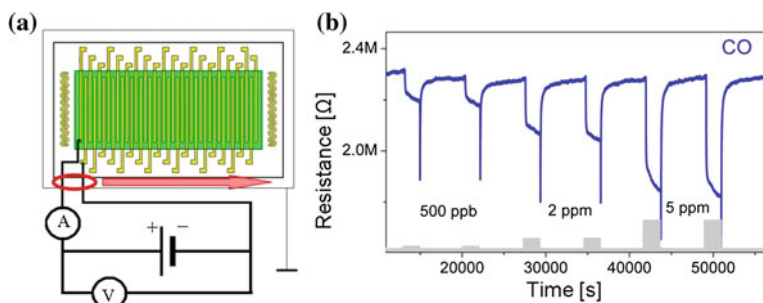 (a)
A
+ −
V
(b)
CO
2.4M
2.0M
Resistance [Ω]
500 ppb
2 ppm
5 ppm
20000
30000
40000
50000
Time [s]